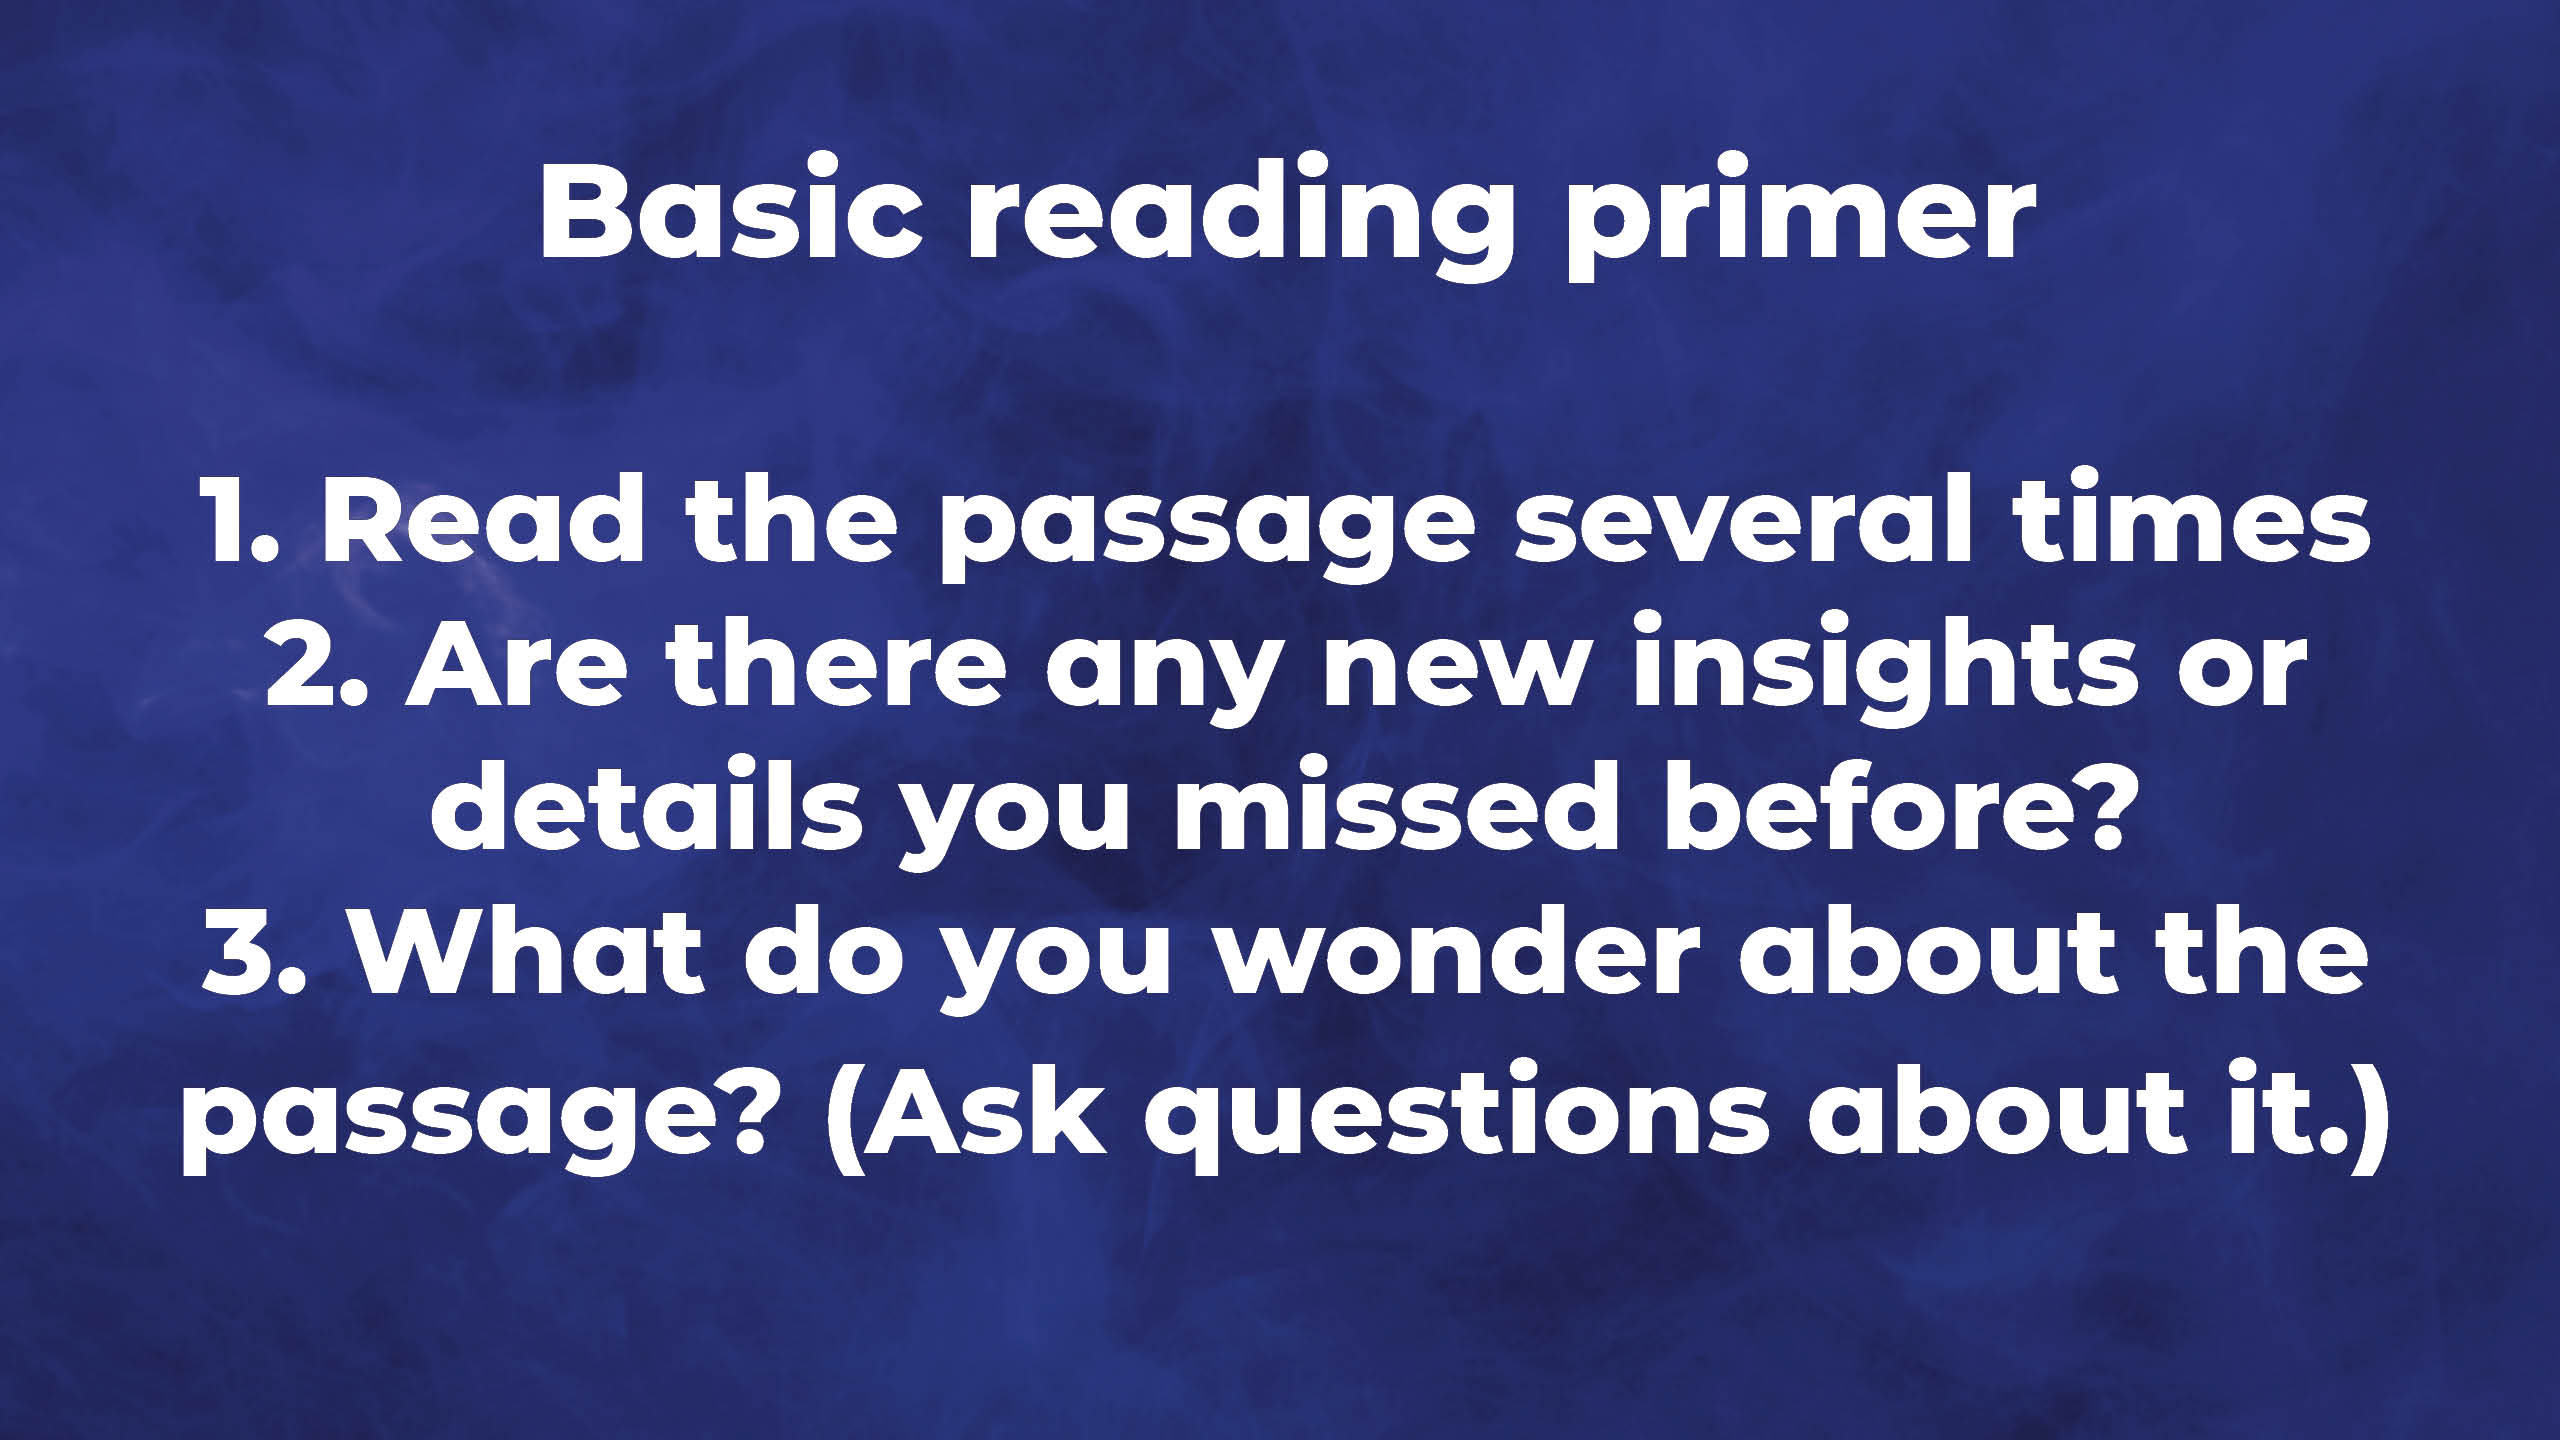 Basic reading primer
1. Read the passage several times
2. Are there any new insights or
details you missed before?
3. What do you wonder about the
passage? (Ask questions about it.)